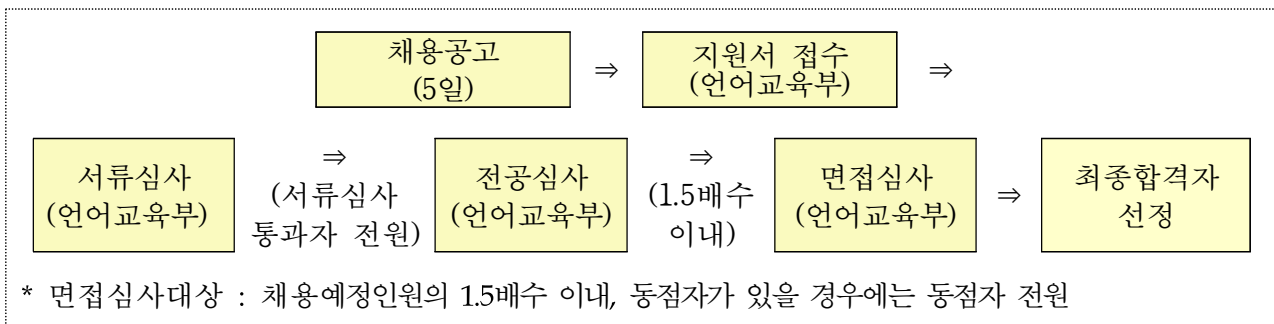 채용공고 ⇒ 지원서 접수 ⇒
(5일) (언어교육부)
서류심사 ⇒ 전공심사 ⇒ 면접심사 ⇒ 최종합격자
(언어교육부) (서류심사 (언어교육부) (1.5배수 (언어교육부) 선정
통과자 전원) 이내)
* 면접심사대상 : 채용예정인원의 1.5배수 이내, 동점자가 있을 경우에는 동점자 전원